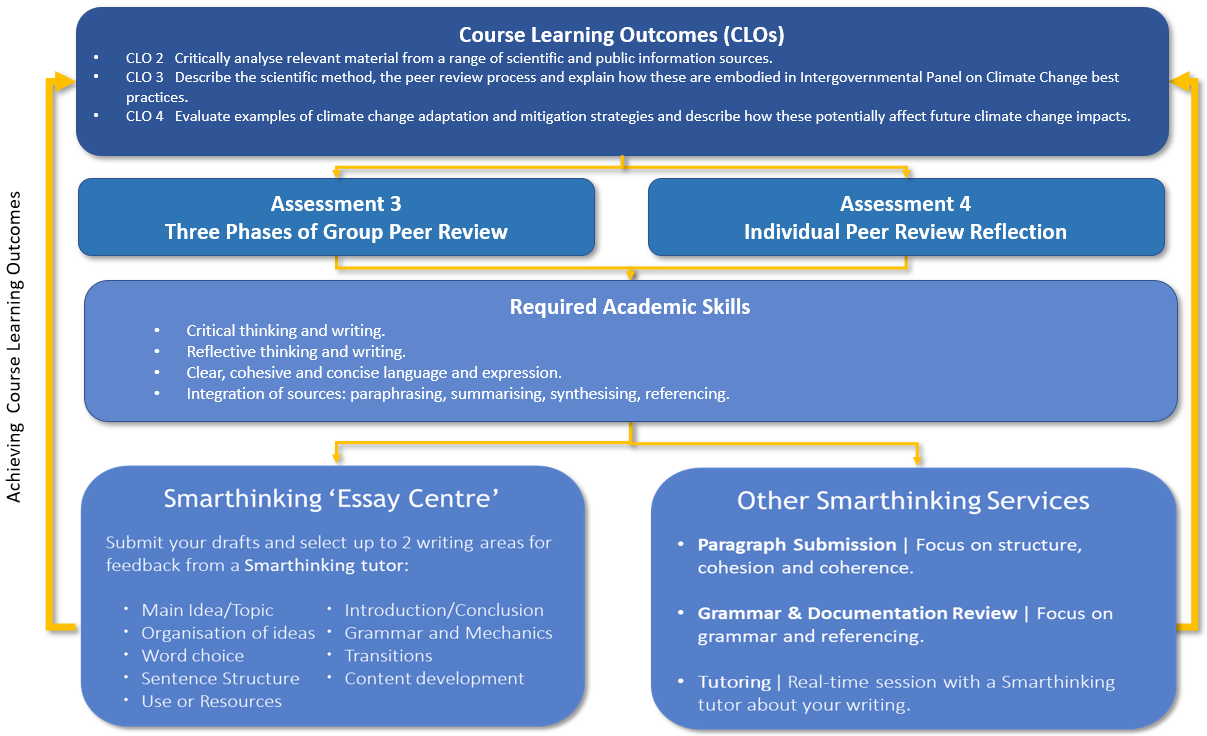 Course Learning Outcomes (CLOs)
• CLO 2 Critically analyse relevant material from a range of scientific and public information sources.
• CLO 3 Describe the scientific method, the peer review process and explain how these are embodied in Intergovernmental Panel on Climate Change best
practices.
• CLO 4 Evaluate examples of climate change adaptation and mitigation strategies and describe how these potentially affect future climate change impacts.
Achieving Course Learning Outcomes
Assessment 3
Three Phases of Group Peer Review
Assessment 4
Individual Peer Review Reflection
Required Academic Skills
• Critical thinking and writing.
• Reflective thinking and writing.
• Clear, cohesive and concise language and expression.
• Integration of sources: paraphrasing, summarising, synthesising, referencing.
Smarthinking ‘Essay Centre’
Submit your drafts and select up to 2 writing areas for
feedback from a Smarthinking tutor:
• Main Idea/Topic
• Organisation of ideas
• Word choice
• Sentence Structure
• Use or Resources
• Introduction/Conclusion
• Grammar and Mechanics
• Transitions
• Content development
Other Smarthinking Services
• Paragraph Submission | Focus on structure,
cohesion and coherence.
• Grammar & Documentation Review | Focus on
grammar and referencing.
• Tutoring | Real-time session with a Smarthinking
tutor about your writing.